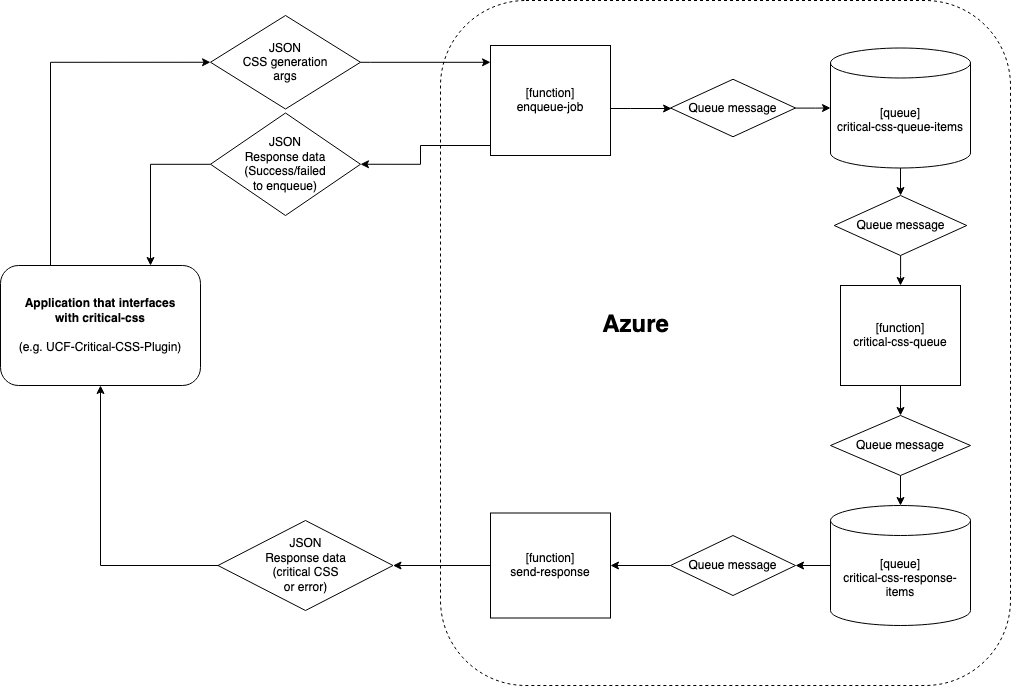 JSON
CSS generation
args
[function]
enqueue-job
Queue message
[queue]
critical-css-queue-items
JSON
Response data
(Success/failed
to enqueue)
Queue message
Application that interfaces
with critical-css
(e.g. UCF-Critical-CSS-Plugin)
Azure
[function]
critical-css-queue
Queue message
JSON
Response data
(critical CSS
or error)
[function]
send-response
Queue message
[queue]
critical-css-response-
items